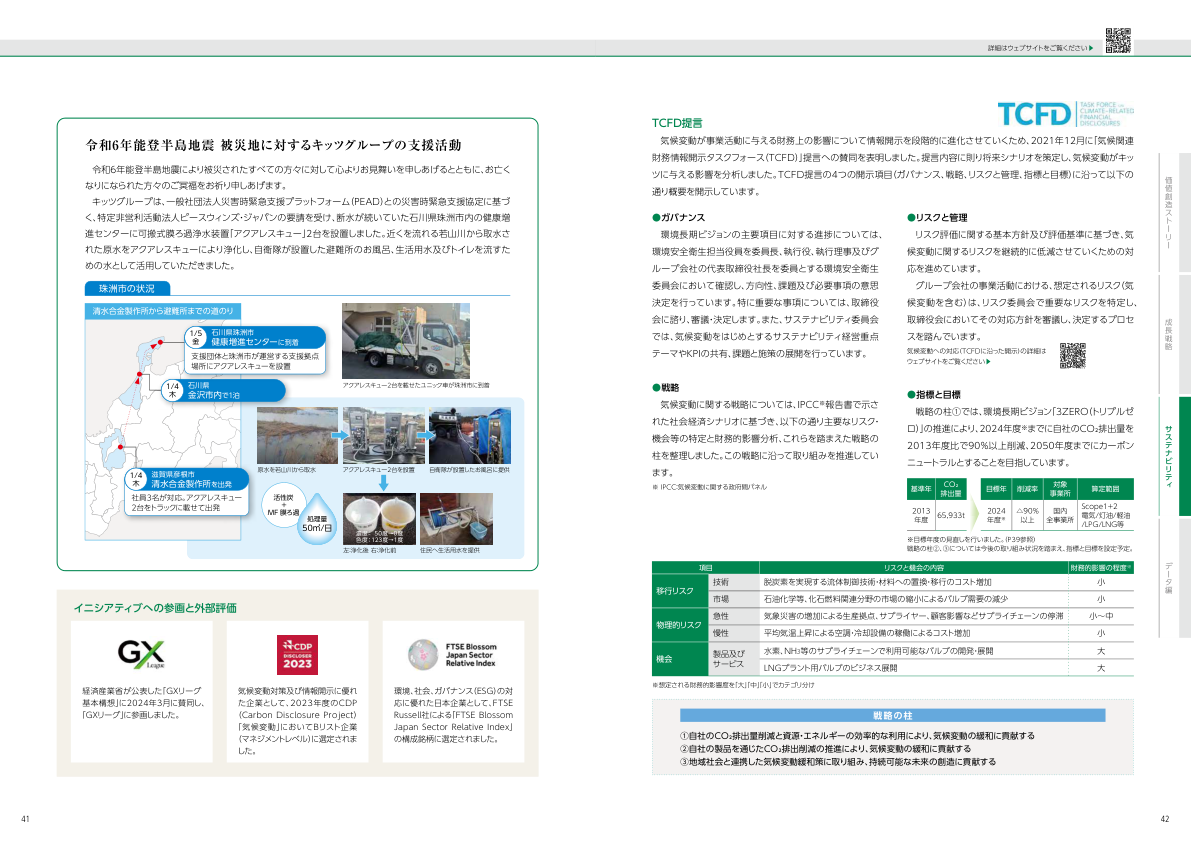 詳細はウェブサイトをご覧ください▶
令和6年能登半島地震 被災地に対するキッツグループの支援活動
令和6年能登半島地震により被災されたすべての方々に対して心よりお見舞いを申しあげるとともに、お亡く
なりになられた方々のご冥福をお祈り申しあげます。
キッツグループは、一般社団法人災害時緊急支援プラットフォーム(PEAD)との災害時緊急支援協定に基づ
く、特定非営利活動法人ピースウィンズ・ジャパンの要請を受け、断水が続いていた石川県珠洲市内の健康増
進センターに可搬式膜ろ過浄水装置「アクアレスキュー」2台を設置しました。近くを流れる若山川から取水さ
れた原水をアクアレスキューにより浄化し、自衛隊が設置した避難所のお風呂、生活用水及びトイレを流すた
めの水として活用していただきました。
珠洲市の状況
清水合金製作所から避難所までの道のり
1/5
金
石川県珠洲市
健康増進センターに到着
支援団体と珠洲市が運営する支援拠点
場所にアクアレスキューを設置
1/4
木
石川県
金沢市内で1泊
1/4
木
滋賀県彦根市
清水合金製作所を出発
社員3名が対応。アクアレスキュー
2台をトラックに載せて出発
アクアレスキュー2台を載せたユニック車が珠洲市に到着
原水を若山川から取水
アクアレスキュー2台を設置
自衛隊が設置したお風呂に提供
活性炭
+
MF膜ろ過
処理量
50㎥/日
濁度: 50度→0度
色度:123度→1度
左:浄化後 右:浄化前
住民へ生活用水を提供
イニシアティブへの参画と外部評価
GX
League
経済産業省が公表した「GXリーグ
基本構想」に2024年3月に賛同し、
「GXリーグ」に参画しました。
CDP
DISCLOSER
2023
気候変動対策及び情報開示に優れ
た企業として、2023年度のCDP
(Carbon Disclosure Project)
「気候変動」においてBリスト企業
(マネジメントレベル)に選定されま
した。
FTSE Blossom
Japan Sector
Relative Index
環境、社会、ガバナンス(ESG)の対
応に優れた日本企業として、FTSE
Russell社による「FTSE Blossom
Japan Sector Relative Index」
の構成銘柄に選定されました。
41
TCFD
TASK FORCE ON
CLIMATE-RELATED
FINANCIAL
DISCLOSURES
TCFD提言
気候変動が事業活動に与える財務上の影響について情報開示を段階的に進化させていくため、2021年12月に「気候関連
財務情報開示タスクフォース(TCFD)」提言への賛同を表明しました。提言内容に則り将来シナリオを策定し、気候変動がキッ
ツに与える影響を分析しました。TCFD提言の4つの開示項目(ガバナンス、戦略、リスクと管理、指標と目標)に沿って以下の
通り概要を開示しています。
●ガバナンス
環境長期ビジョンの主要項目に対する進捗については、
環境安全衛生担当役員を委員長、執行役、執行理事及びグ
ループ会社の代表取締役社長を委員とする環境安全衛生
委員会において確認し、方向性、課題及び必要事項の意思
決定を行っています。特に重要な事項については、取締役
会に語り、審議・決定します。また、サステナビリティ委員会
では、気候変動をはじめとするサステナビリティ経営重点
テーマやKPIの共有、課題と施策の展開を行っています。
●戦略
気候変動に関する戦略については、IPCC※報告書で示さ
れた社会経済シナリオに基づき、以下の通り主要なリスク・
機会等の特定と財務的影響分析、これらを踏まえた戦略の
柱を整理しました。この戦略に沿って取り組みを推進してい
ます。
※ IPCC:気候変動に関する政府間パネル
●リスクと管理
リスク評価に関する基本方針及び評価基準に基づき、気
候変動に関するリスクを継続的に低減させていくための対
応を進めています。
グループ会社の事業活動における、想定されるリスク(気
候変動を含む)は、リスク委員会で重要なリスクを特定し、
取締役会においてその対応方針を審議し、決定するプロセ
スを踏んでいます。
気候変動への対応(TCFDに沿った開示)の詳細は
ウェブサイトをご覧ください▶
●指標と目標
戦略の柱①では、環境長期ビジョン「3ZERO(トリプルゼ
ロ)」の推進により、2024年度※までに自社のCO₂排出量を
2013年度比で90%以上削減、2050年度までにカーボン
ニュートラルとすることを目指しています。
基準年 CO₂排出量 目標年 削減率 対象事業所 算定範囲
2013年度 65,933t 2024年度※ △90%以上 国内全事業所 Scope1+2 電気/灯油/軽油/LPG/LNG等
※目標年度の見直しを行いました。(P39参照)
戦略の柱②、③については今後の取り組み状況を踏まえ、指標と目標を設定予定。
項目 リスクと機会の内容 財務的影響の程度※
移行リスク 技術 脱炭素を実現する流体制御技術・材料への置換・移行のコスト増加 小
市場 石油化学等、化石燃料関連分野の市場の縮小によるバルブ需要の減少 小
物理的リスク 急性 気象災害の増加による生産拠点、サプライヤー、顧客影響などサプライチェーンの停滞 小～中
慢性 平均気温上昇による空調・冷却設備の稼働によるコスト増加 小
機会 製品及びサービス 水素、NH₃等のサプライチェーンで利用可能なバルブの開発・展開 大
LNGプラント用バルブのビジネス展開 大
※想定される財務的影響度を「大」「中」「小」でカテゴリ分け
戦略の柱
①自社のCO₂排出量削減と資源・エネルギーの効率的な利用により、気候変動の緩和に貢献する
②自社の製品を通じたCO₂排出削減の推進により、気候変動の緩和に貢献する
③地域社会と連携した気候変動緩和策に取り組み、持続可能な未来の創造に貢献する
価値創造ストーリー
成長戦略
サステナビリティ
データ編
42